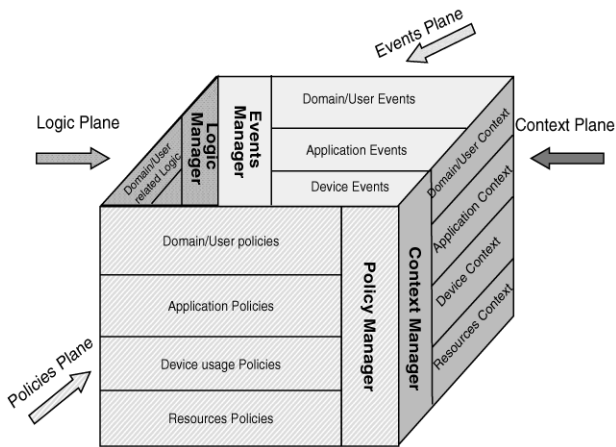 Events Plane
Domain/User Events
Logic Plane
Logic
Manager
Events
Manager
Context Plane
Application Events
Domain/User
related Logic
Device Events
Domain/User Context
Application Context
Device Context
Resources Context
Domain/User policies
Application Policies
Device usage Policies
Resources Policies
Policy Manager
Context Manager
Policies Plane